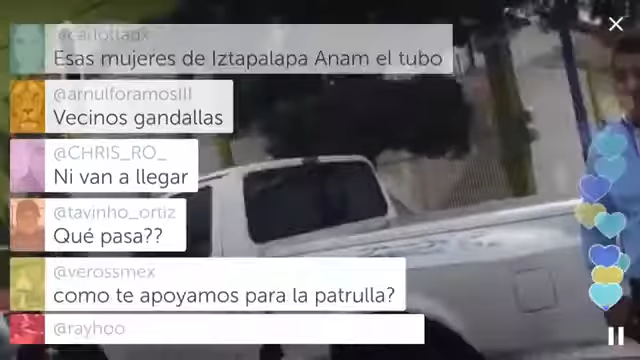 @carlotladx
Esas mujeres de Iztapalapa Anam el tubo
@arnulforamosIII
Vecinos gandallas
@CHRIS_RO_
Ni van a llegar
@tavinho_ortiz
Qué pasa??
@verossmex
como te apoyamos para la patrulla?
@rayhoo